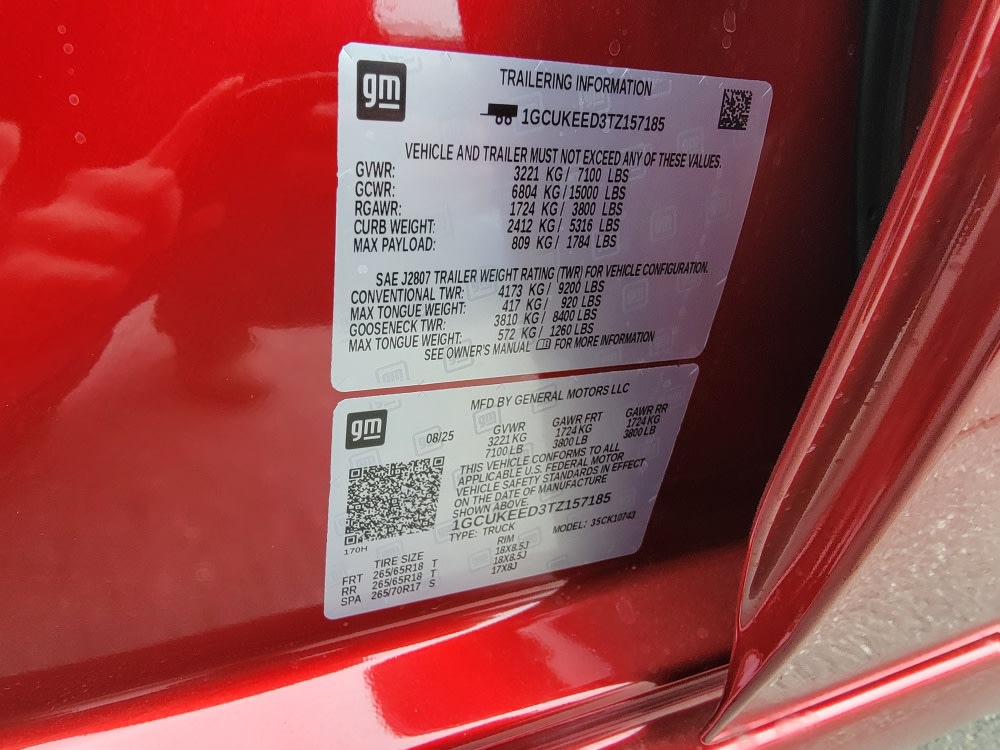 gm
TRAILERING INFORMATION
1GCUKEED3TZ157185
VEHICLE AND TRAILER MUST NOT EXCEED ANY OF THESE VALUES.
GVWR: 3221 KG / 7100 LBS
GCWR: 6804 KG / 15000 LBS
RGAWR: 1724 KG / 3800 LBS
CURB WEIGHT: 2412 KG / 5316 LBS
MAX PAYLOAD: 809 KG / 1784 LBS
SAE J2807 TRAILER WEIGHT RATING (TWR) FOR VEHICLE CONFIGURATION.
CONVENTIONAL TWR: 4173 KG / 9200 LBS
MAX TONGUE WEIGHT: 417 KG / 920 LBS
GOOSENECK TWR: 3810 KG / 8400 LBS
MAX TONGUE WEIGHT: 572 KG / 1260 LBS
SEE OWNER'S MANUAL FOR MORE INFORMATION
gm
MFD BY GENERAL MOTORS LLC
08/25 GVWR GAWR FRT GAWR RR
3221 KG 1724 KG 1724 KG
7100 LB 3800 LB 3800 LB
THIS VEHICLE CONFORMS TO ALL
APPLICABLE U.S. FEDERAL MOTOR
VEHICLE SAFETY STANDARDS IN EFFECT
ON THE DATE OF MANUFACTURE
SHOWN ABOVE.
1GCUKEED3TZ157185
TYPE: TRUCK MODEL: 35CK10743
170H
TIRE SIZE RIM
FRT 265/65R18 T 18X8.5J
RR 265/65R18 T 18X8.5J
SPA 265/70R17 S 17X8J